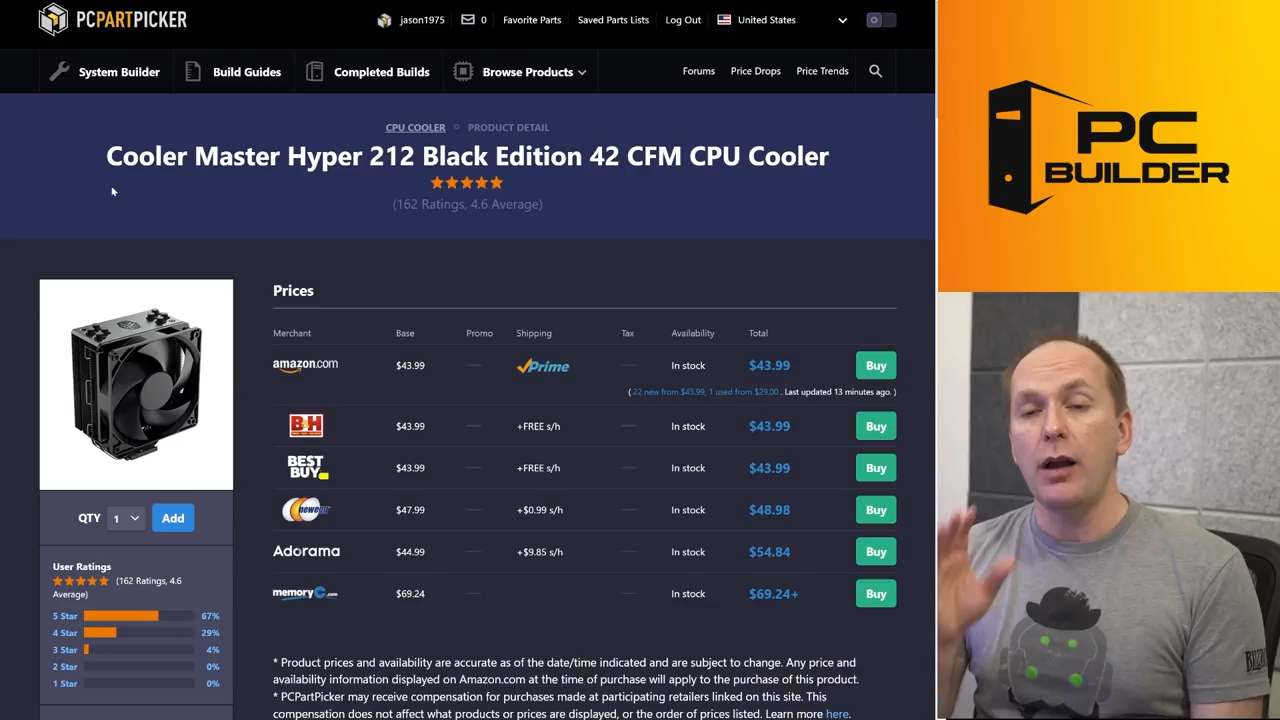 PCPARTPICKER
jason1975
0
Favorite Parts
Saved Parts Lists
Log Out
United States
System Builder
Build Guides
Completed Builds
Browse Products
Forums
Price Drops
Price Trends
CPU COOLER
PRODUCT DETAIL
Cooler Master Hyper 212 Black Edition 42 CFM CPU Cooler
(162 Ratings, 4.6 Average)
Prices
Merchant Base Promo Shipping Tax Availability Total
amazon.com $43.99 — Prime — In stock $43.99 Buy
( 22 new from $43.99, 1 used from $29.00 . Last updated 13 minutes ago. )
B&H $43.99 — +FREE s/h — In stock $43.99 Buy
BEST BUY $43.99 — +FREE s/h — In stock $43.99 Buy
newegg $47.99 — +$0.99 s/h — In stock $48.98 Buy
Adorama $44.99 — +$9.85 s/h — In stock $54.84 Buy
memoryC.com $69.24 In stock $69.24+ Buy
QTY 1 Add
User Ratings
(162 Ratings, 4.6
Average)
5 Star 67%
4 Star 29%
3 Star 4%
2 Star 0%
1 Star 0%
* Product prices and availability are accurate as of the date/time indicated and are subject to change. Any price and
availability information displayed on Amazon.com at the time of purchase will apply to the purchase of this product.
* PCPartPicker may receive compensation for purchases made at participating retailers linked on this site. This
compensation does not affect what products or prices are displayed, or the order of prices listed. Learn more here.
PC
BUILDER